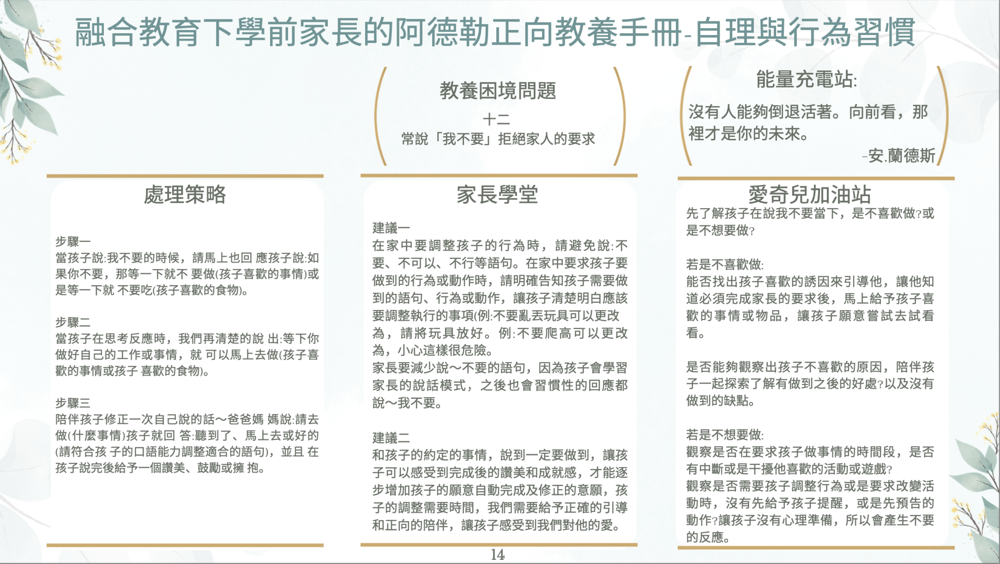 融合教育下學前家長的阿德勒正向教養手冊-自理與行為習慣
教養困境問題
十二
常說「我不要」拒絕家人的要求
能量充電站:
沒有人能夠倒退活著。向前看，那
裡才是你的未來。
-安.蘭德斯
處理策略
步驟一
當孩子說:我不要的時候，請馬上也回 應孩子說:如
果你不要，那等一下就不 要做(孩子喜歡的事情)或
是等一下就 不要吃(孩子喜歡的食物)。
步驟二
當孩子在思考反應時，我們再清楚的說 出:等下你
做好自己的工作或事情，就 可以馬上去做(孩子喜
歡的事情或孩子 喜歡的食物)。
步驟三
陪伴孩子修正一次自己說的話～爸爸媽 媽說:請去
做(什麼事情)孩子就回 答:聽到了、馬上去或好的
(請符合孩 子的口語能力調整適合的語句)，並且 在
孩子說完後給予一個讚美、鼓勵或擁 抱。
家長學堂
建議一
在家中要調整孩子的行為時，請避免說:不
要、不可以、不行等語句。在家中要求孩子要
做到的行為或動作時，請明確告知孩子需要做
到的語句、行為或動作，讓孩子清楚明白應該
要調整執行的事項(例:不要亂丟玩具可以更改
為，請將玩具放好。例:不要爬高可以更改
為，小心這樣很危險。
家長要減少說～不要的語句，因為孩子會學習
家長的說話模式，之後也會習慣性的回應都
說～我不要。
建議二
和孩子的約定的事情，說到一定要做到，讓孩
子可以感受到完成後的讚美和成就感，才能逐
步增加孩子的願意自動完成及修正的意願，孩
子的調整需要時間，我們需要給予正確的引導
和正向的陪伴，讓孩子感受到我們對他的愛。
愛奇兒加油站
先了解孩子在說我不要當下，是不喜歡做?或
是不想要做?
若是不喜歡做:
能否找出孩子喜歡的誘因來引導他，讓他知
道必須完成家長的要求後，馬上給予孩子喜
歡的事情或物品，讓孩子願意嘗試去試看
看。
是否能夠觀察出孩子不喜歡的原因，陪伴孩
子一起探索了解有做到之後的好處?以及沒有
做到的缺點。
若是不想要做:
觀察是否在要求孩子做事情的時間段，是否
有中斷或是干擾他喜歡的活動或遊戲?
觀察是否需要孩子調整行為或是要求改變活
動時，沒有先給予孩子提醒，或是先預告的
動作?讓孩子沒有心理準備，所以會產生不要
的反應。
14